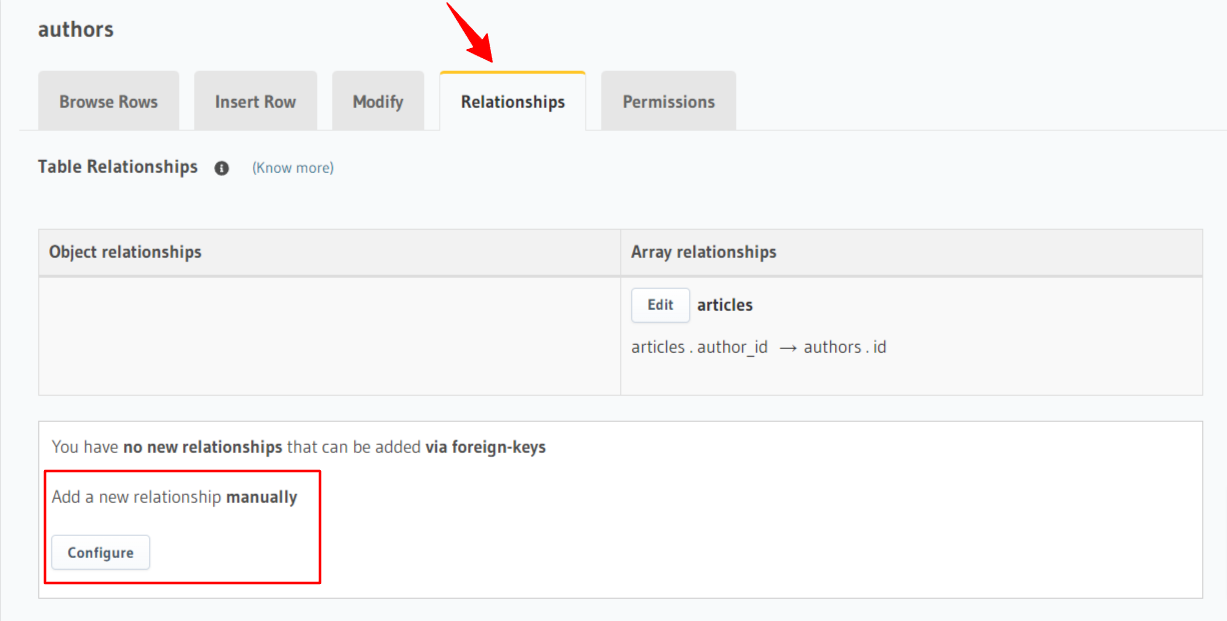 authors
Browse Rows
Insert Row
Modify
Relationships
Permissions
Table Relationships (Know more)
Object relationships
Array relationships
Edit articles
articles . author_id → authors . id
You have no new relationships that can be added via foreign-keys
Add a new relationship manually
Configure